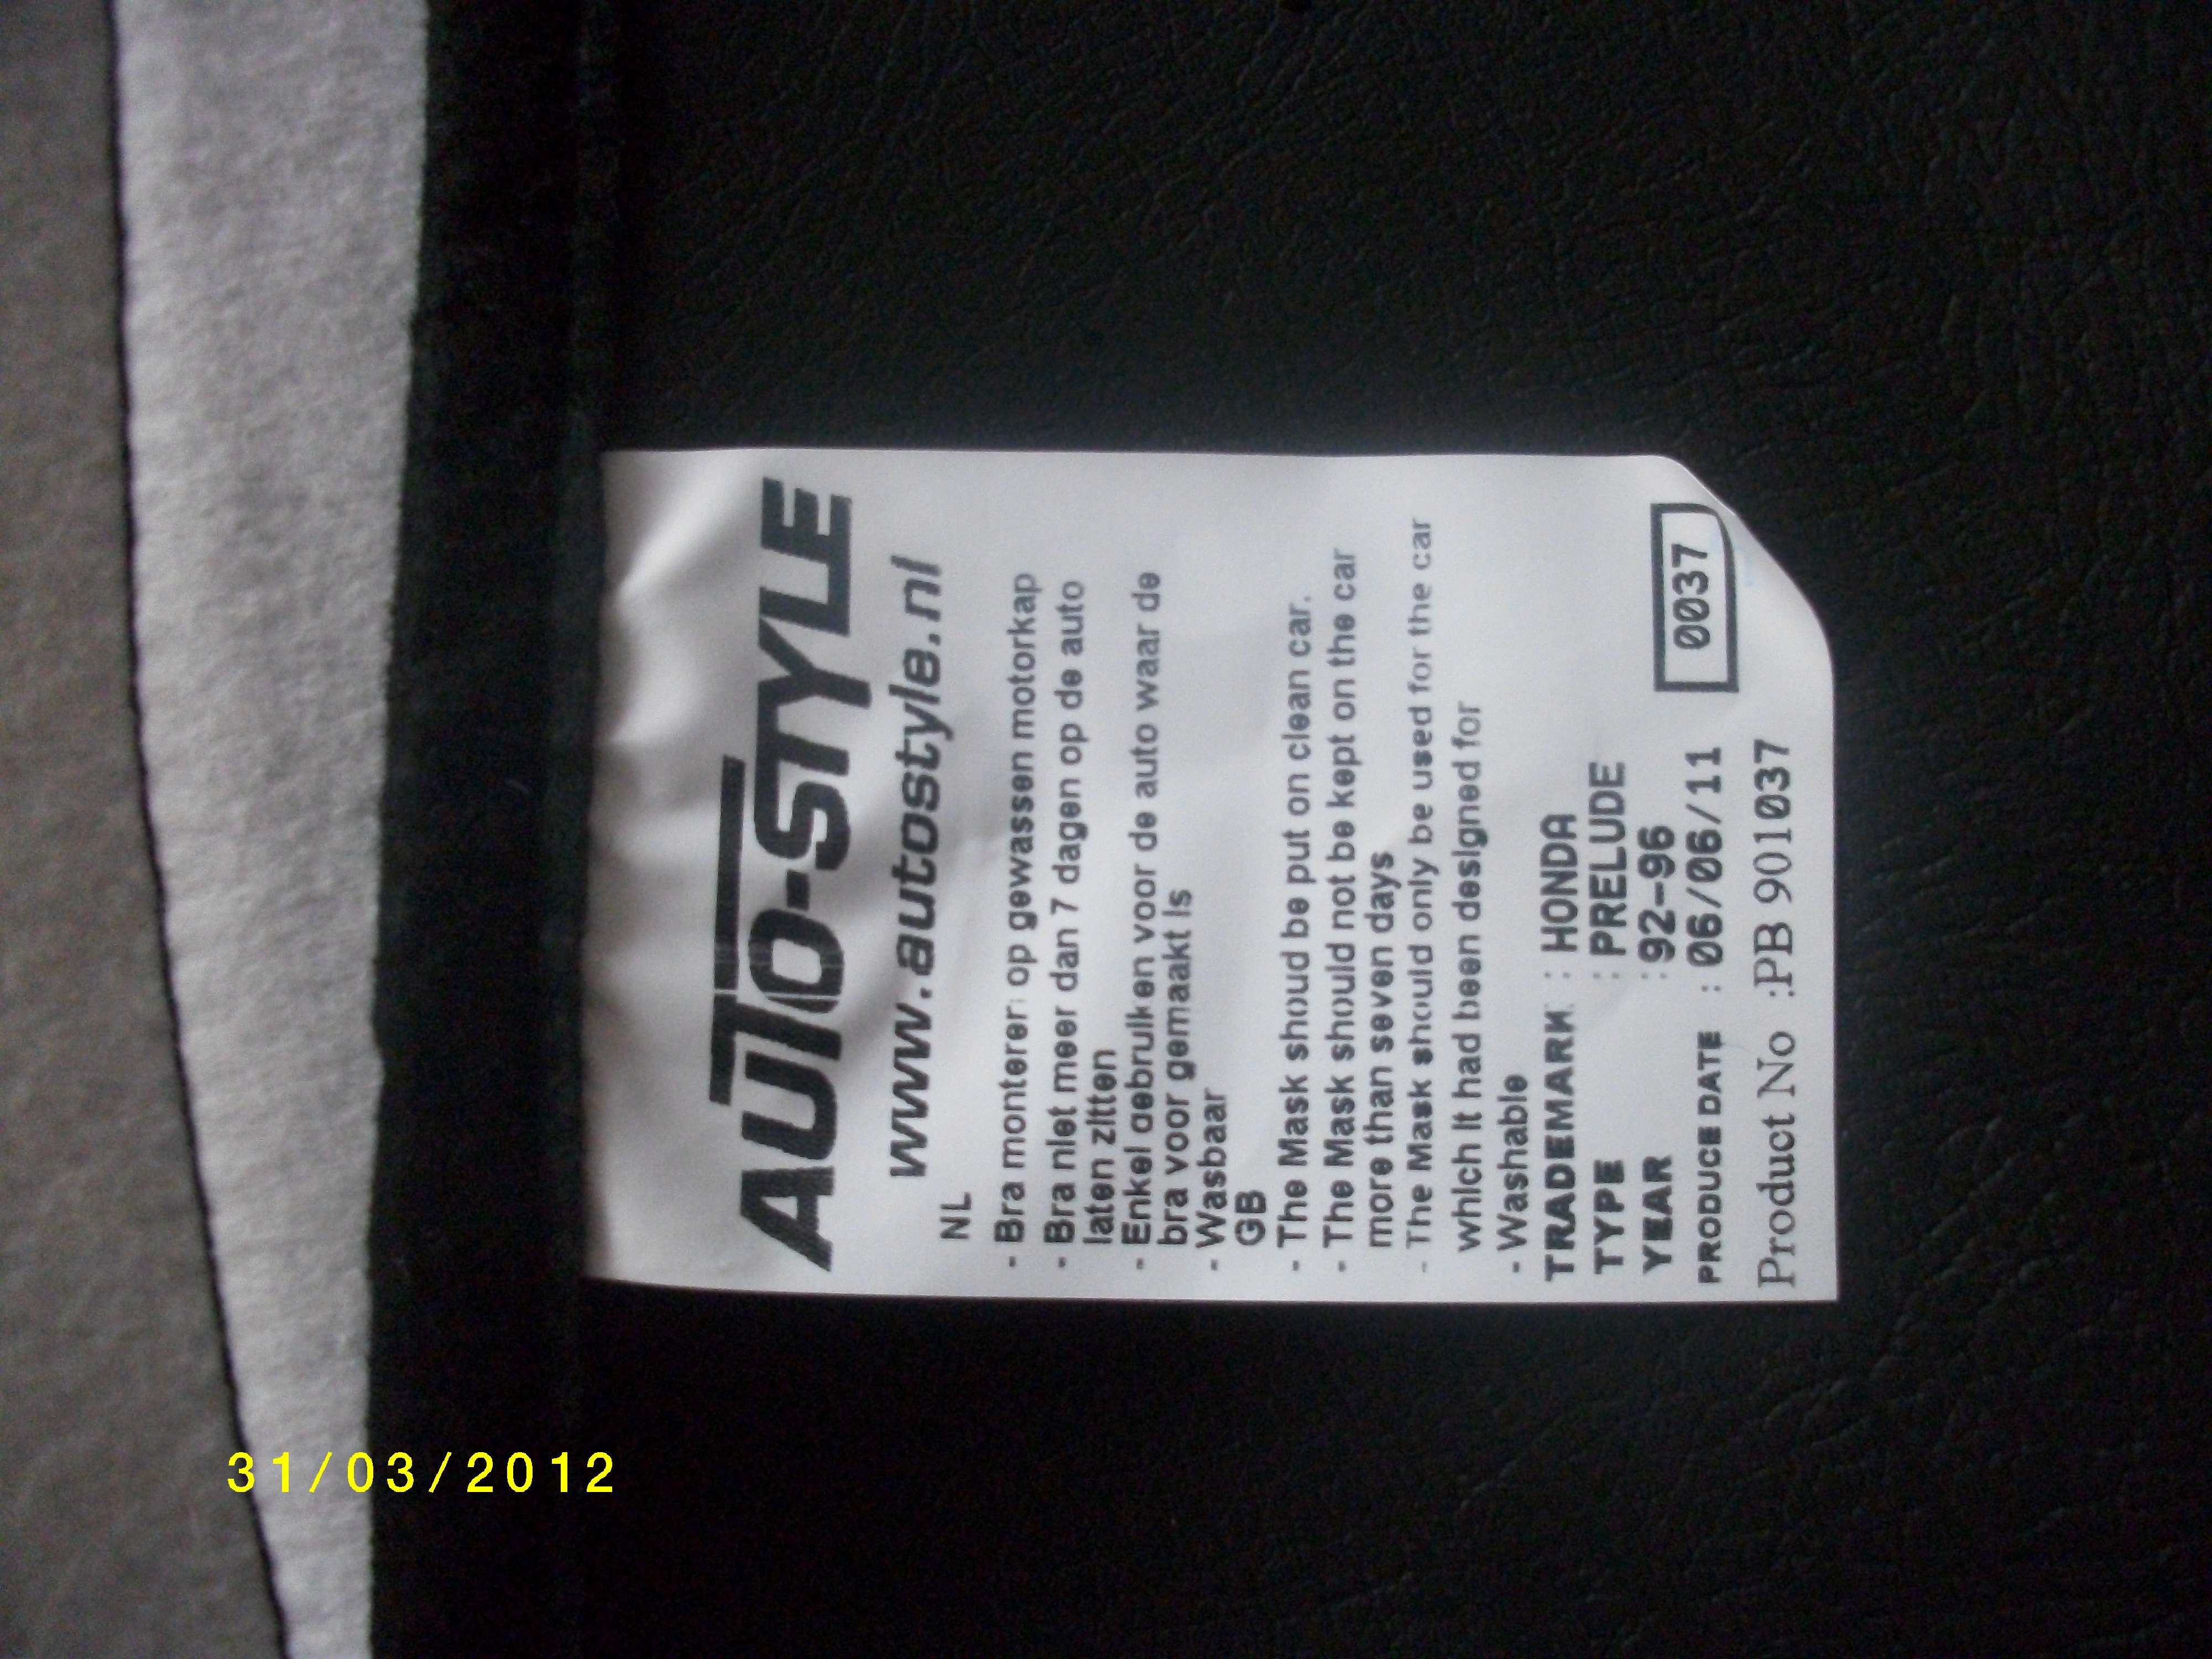 AUTO-STYLE
www.autostyle.nl
NL
- Bra monteren op gewassen motorkap
- Bra niet meer dan 7 dagen op de auto
laten zitten
- Enkel gebruiken voor de auto waar de
bra voor gemaakt is
- Wasbaar
GB
- The Mask shoud be put on clean car.
- The Mask should not be kept on the car
more than seven days
- The Mask should only be used for the car
which it had been designed for
- Washable
TRADEMARK : HONDA
TYPE : PRELUDE
YEAR : 92-96
PRODUCE DATE : 06/06/11
0037
Product No :PB 901037
31/03/2012